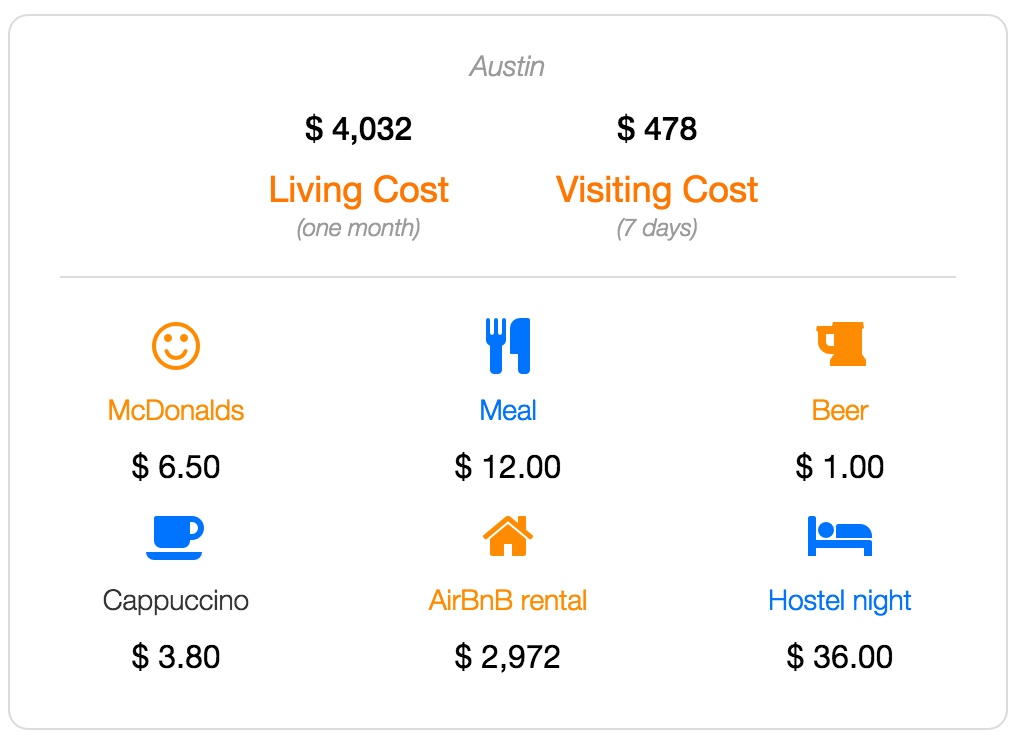 Austin
$ 4,032 $ 478
Living Cost Visiting Cost
(one month) (7 days)
McDonalds Meal Beer
$ 6.50 $ 12.00 $ 1.00
Cappuccino AirBnB rental Hostel night
$ 3.80 $ 2,972 $ 36.00